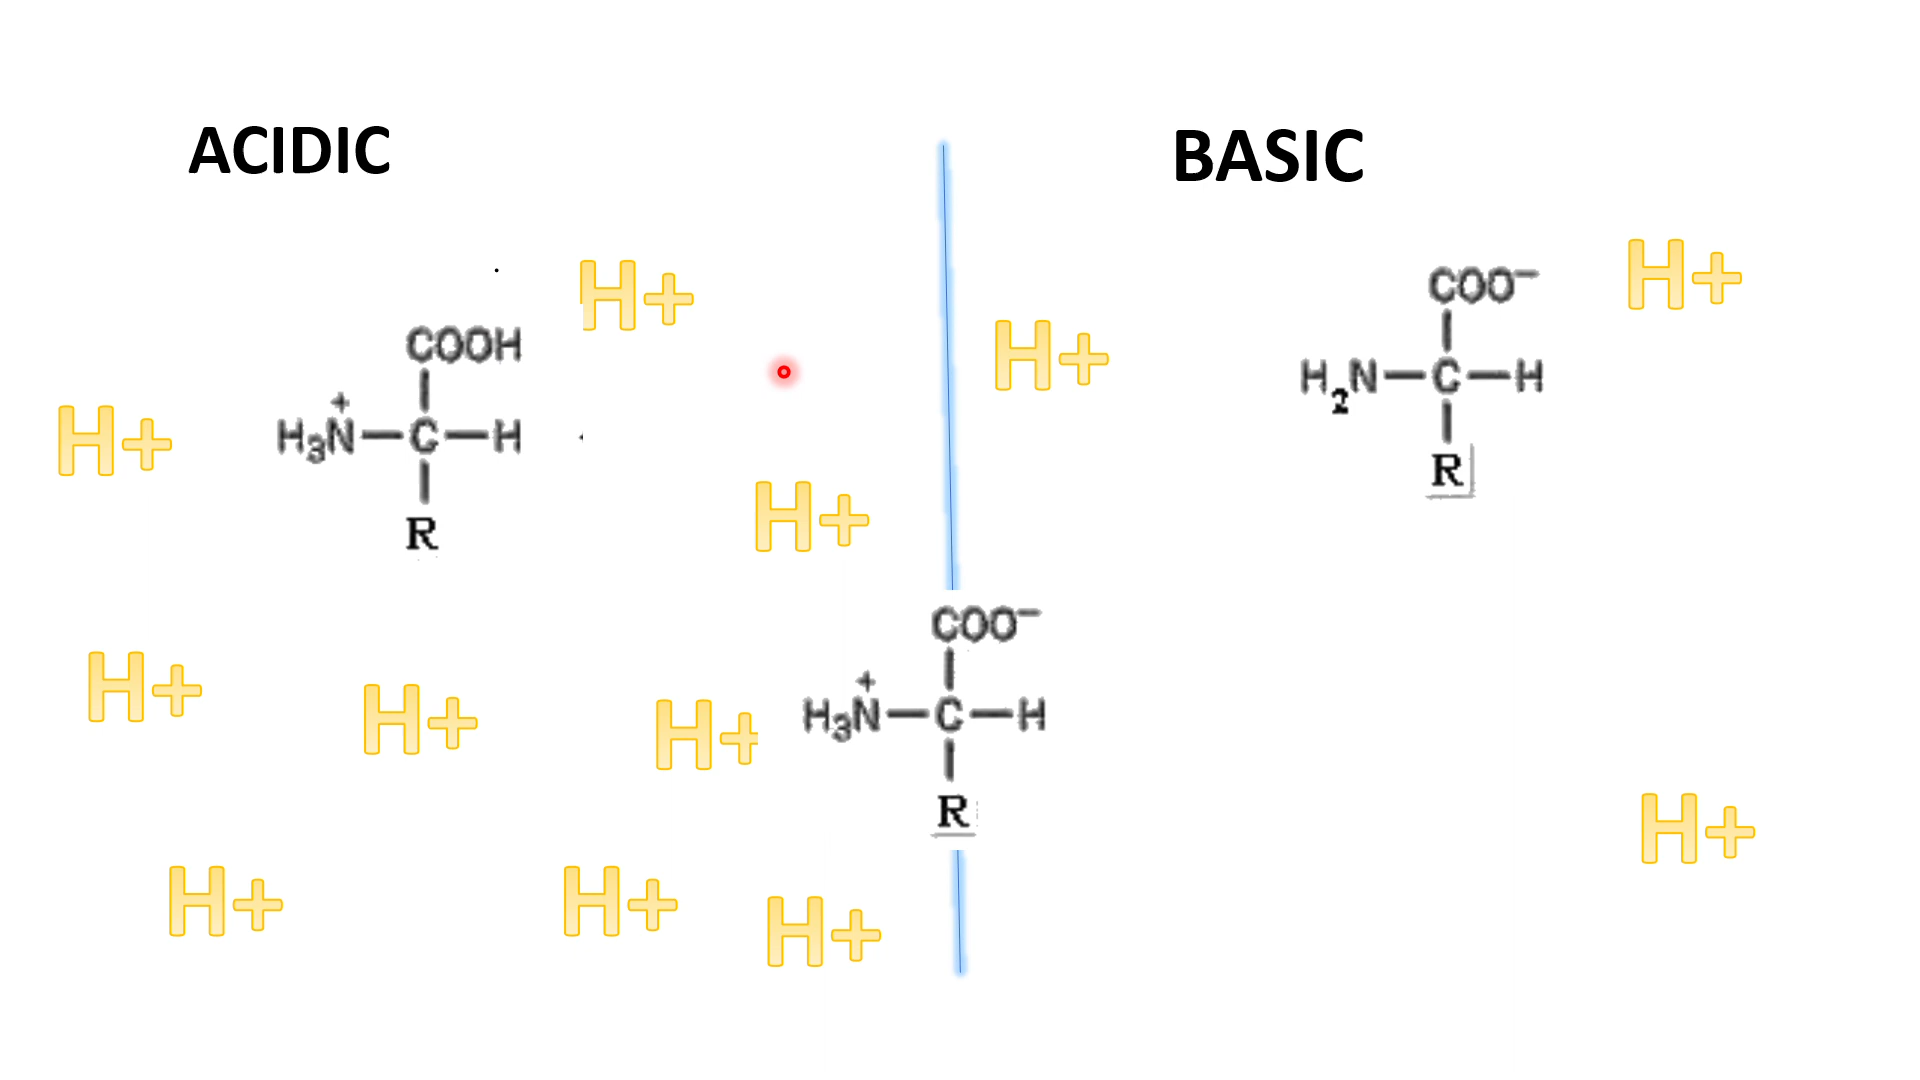 ACIDIC
BASIC
H+
H+
H+
COO⁻
H₂N—C—H
R
COOH
+
H₃N—C—H
R
H+
H+
COO⁻
+
H₃N—C—H
R
H+
H+
H+
H+
H+
H+
H+